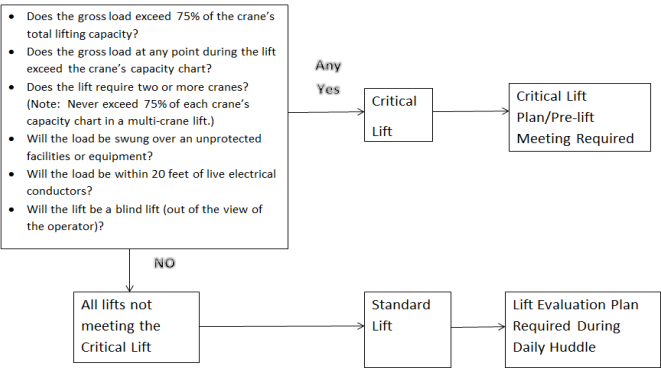 • Does the gross load exceed 75% of the crane's
total lifting capacity?
• Does the gross load at any point during the lift
exceed the crane's capacity chart?
• Does the lift require two or more cranes?
(Note:  Never exceed 75% of each crane's
capacity chart in a multi-crane lift.)
• Will the load be swung over an unprotected
facilities or equipment?
• Will the load be within 20 feet of live electrical
conductors?
• Will the lift be a blind lift (out of the view of
the operator)?
Any
Yes
Critical
Lift
Critical Lift
Plan/Pre-lift
Meeting Required
NO
All lifts not
meeting the
Critical Lift
Standard
Lift
Lift Evaluation Plan
Required During
Daily Huddle